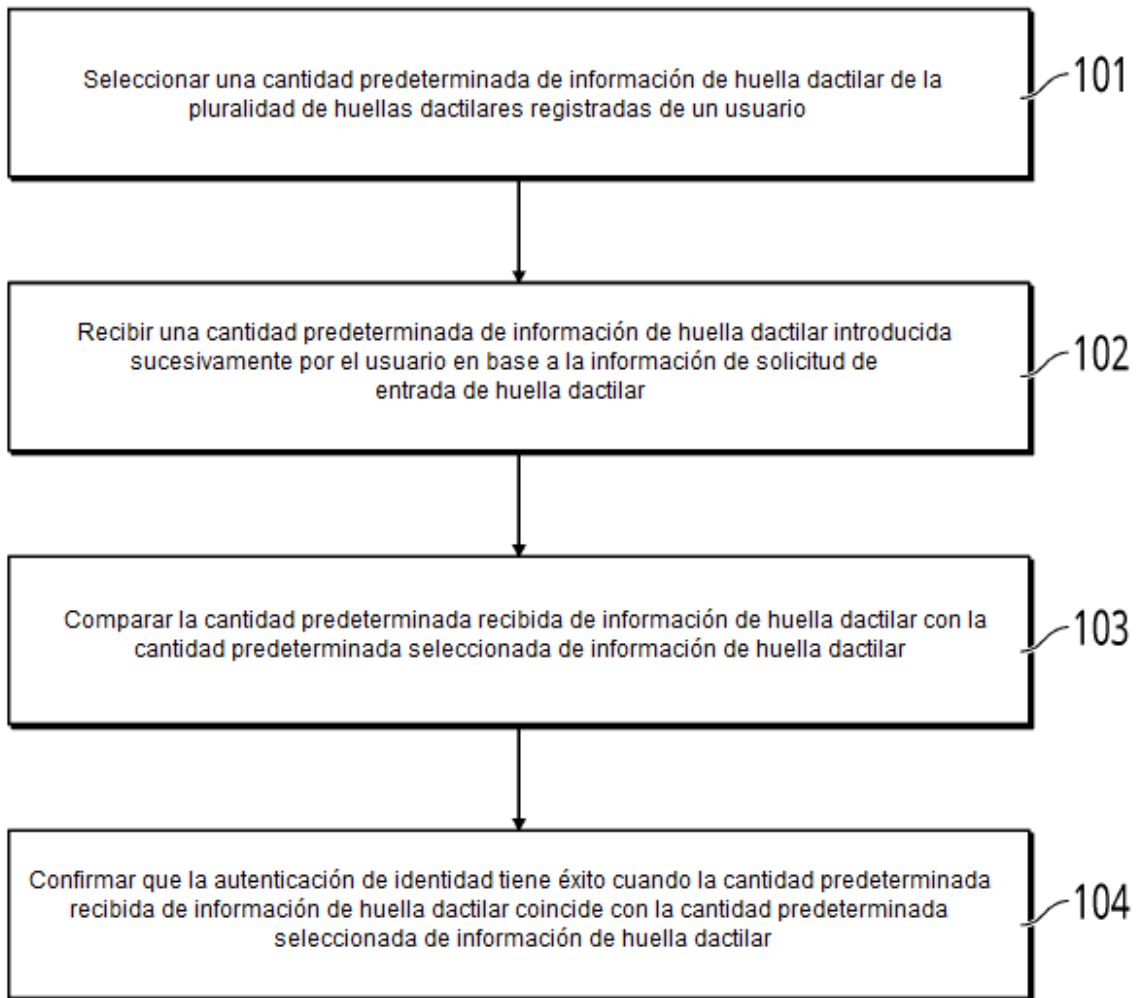 Seleccionar una cantidad predeterminada de información de huella dactilar de la
pluralidad de huellas dactilares registradas de un usuario
101
Recibir una cantidad predeterminada de información de huella dactilar introducida
sucesivamente por el usuario en base a la información de solicitud de
entrada de huella dactilar
102
Comparar la cantidad predeterminada recibida de información de huella dactilar con la
cantidad predeterminada seleccionada de información de huella dactilar
103
Confirmar que la autenticación de identidad tiene éxito cuando la cantidad predeterminada
recibida de información de huella dactilar coincide con la cantidad predeterminada
seleccionada de información de huella dactilar
104